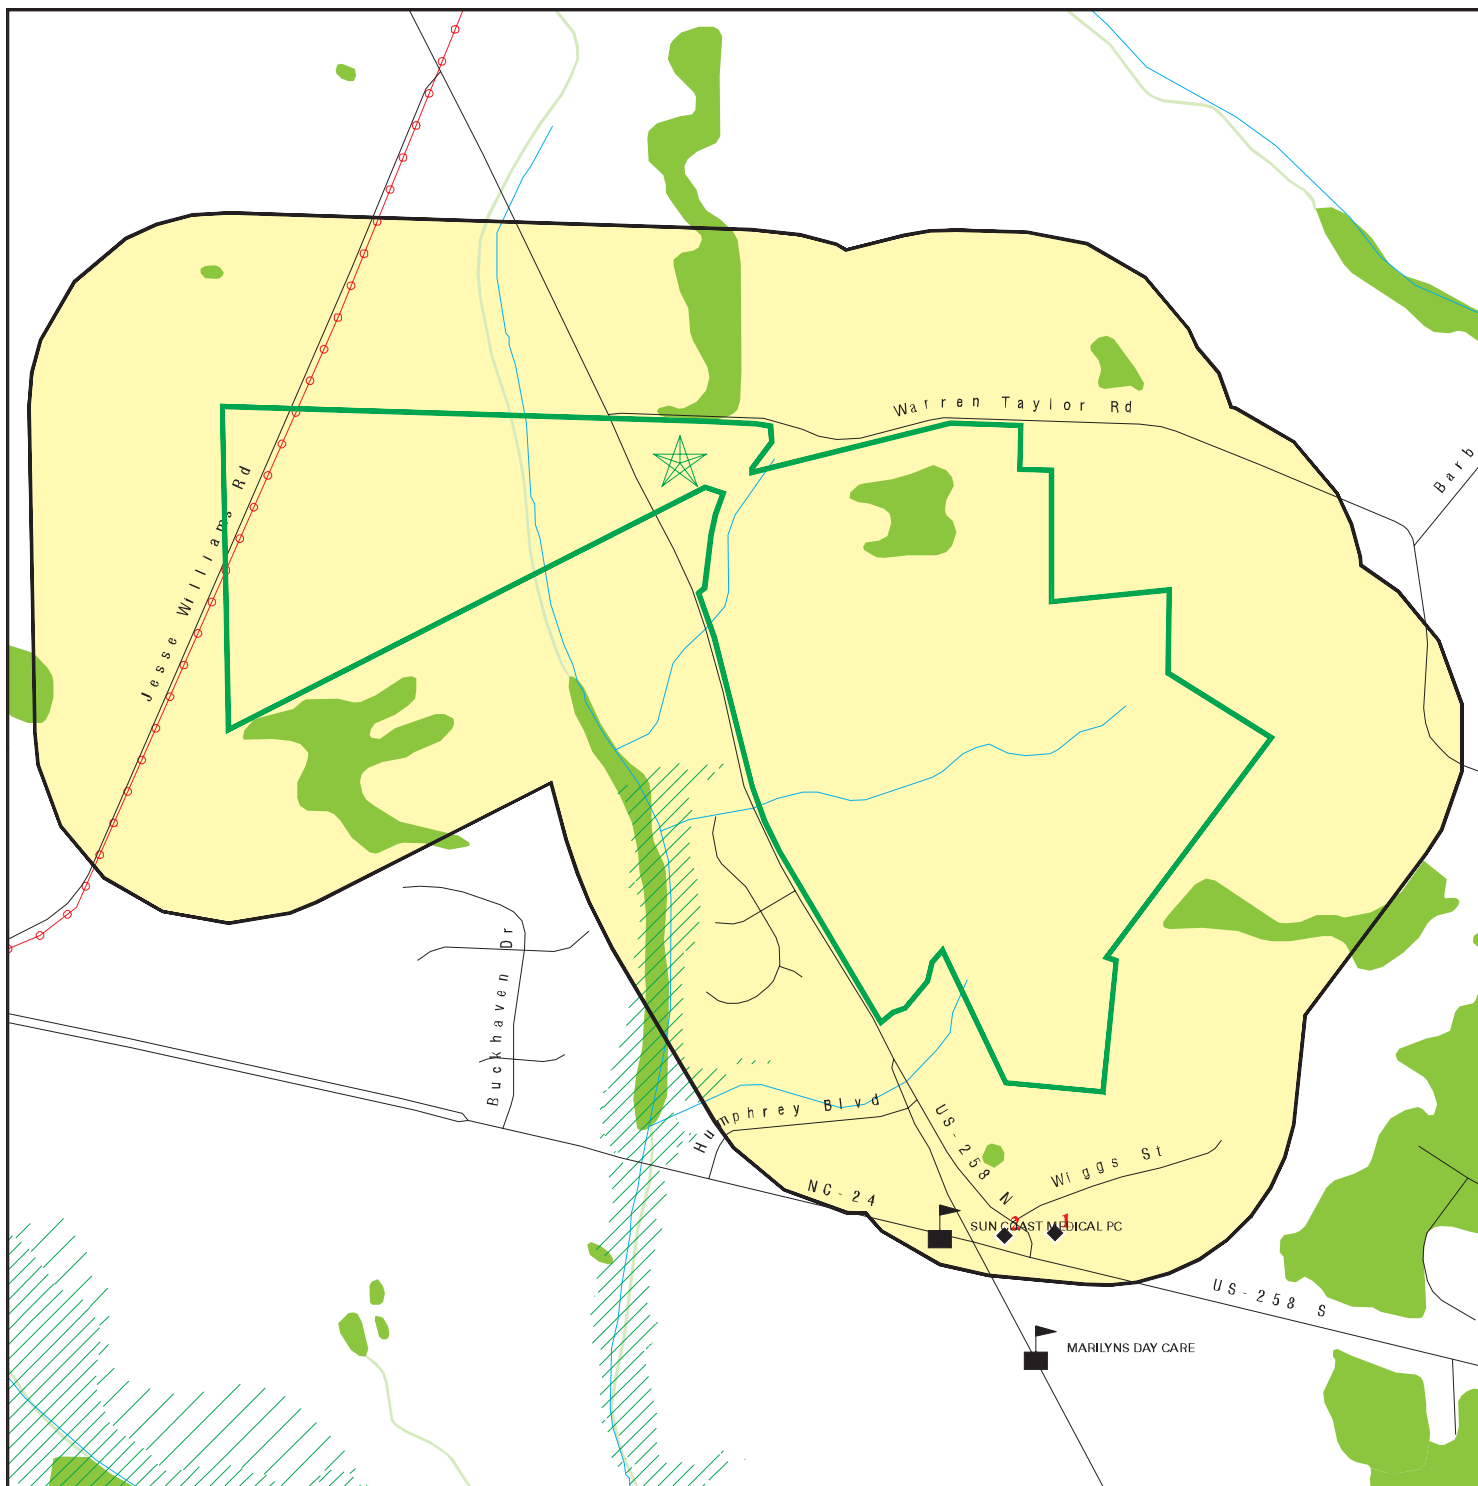 Warren Taylor Rd
Barb
Jesse Williams Rd
Buckhaven Dr
Humphrey Blvd
US-258 N
Wiggs St
NC-24
2
1
SUN COAST MEDICAL PC
US-258 S
MARILYNS DAY CARE